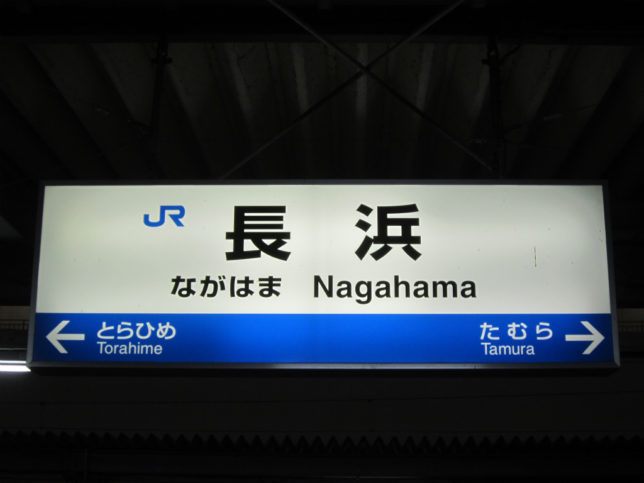 JR 長浜
ながはま Nagahama
← とらひめ たむら →
Torahime Tamura